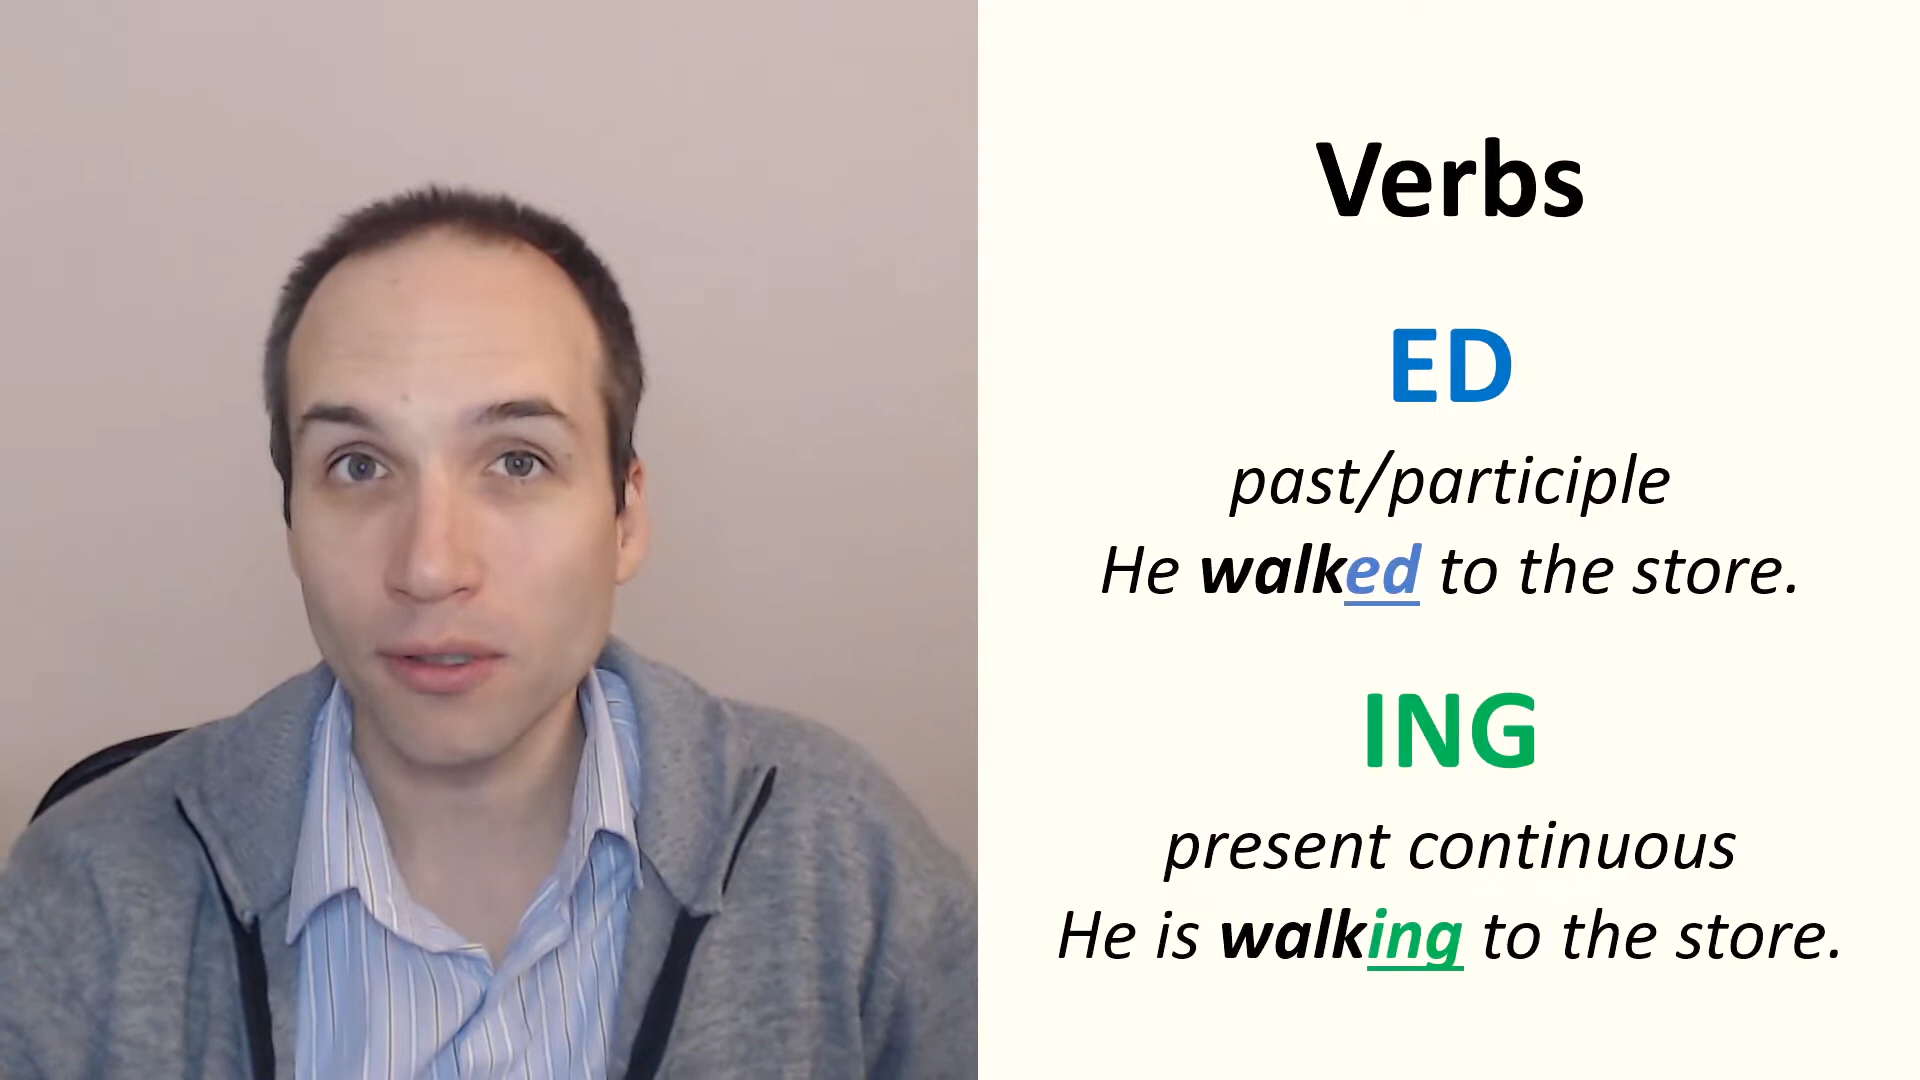 Verbs
ED
past/participle
He walked to the store.
ING
present continuous
He is walking to the store.